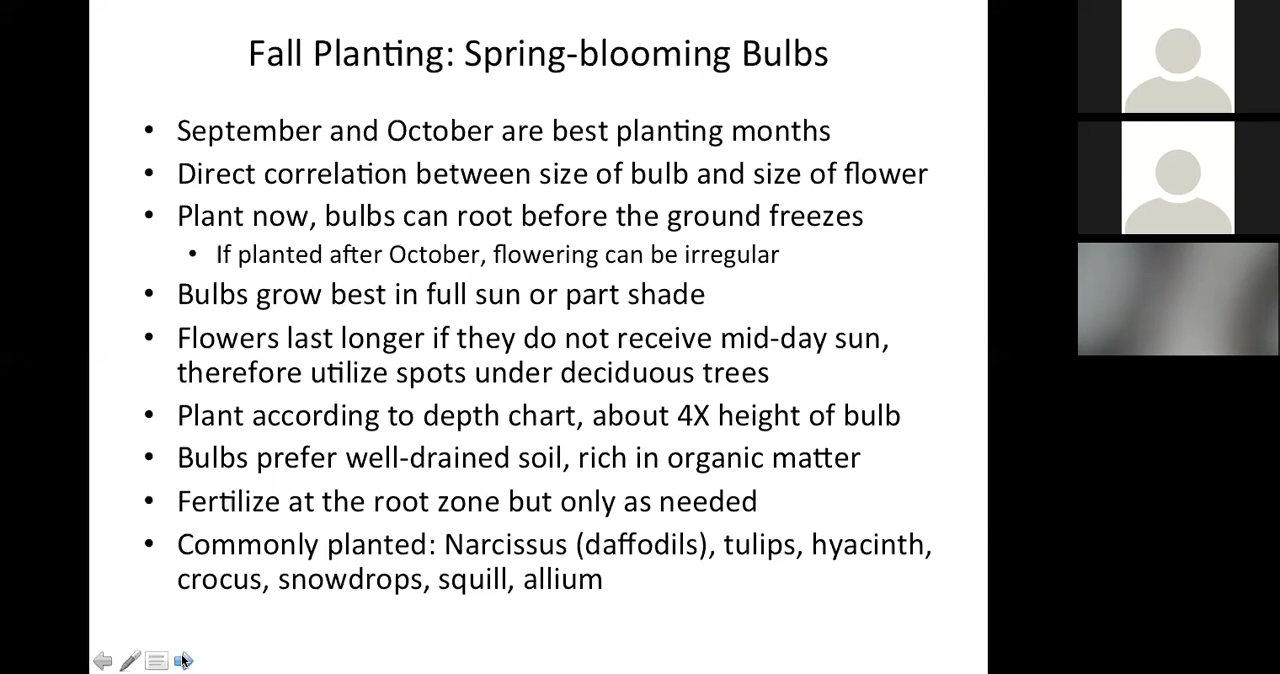 Fall Planting: Spring-blooming Bulbs
• September and October are best planting months
• Direct correlation between size of bulb and size of flower
• Plant now, bulbs can root before the ground freezes
• If planted after October, flowering can be irregular
• Bulbs grow best in full sun or part shade
• Flowers last longer if they do not receive mid-day sun,
therefore utilize spots under deciduous trees
• Plant according to depth chart, about 4X height of bulb
• Bulbs prefer well-drained soil, rich in organic matter
• Fertilize at the root zone but only as needed
• Commonly planted: Narcissus (daffodils), tulips, hyacinth,
crocus, snowdrops, squill, allium